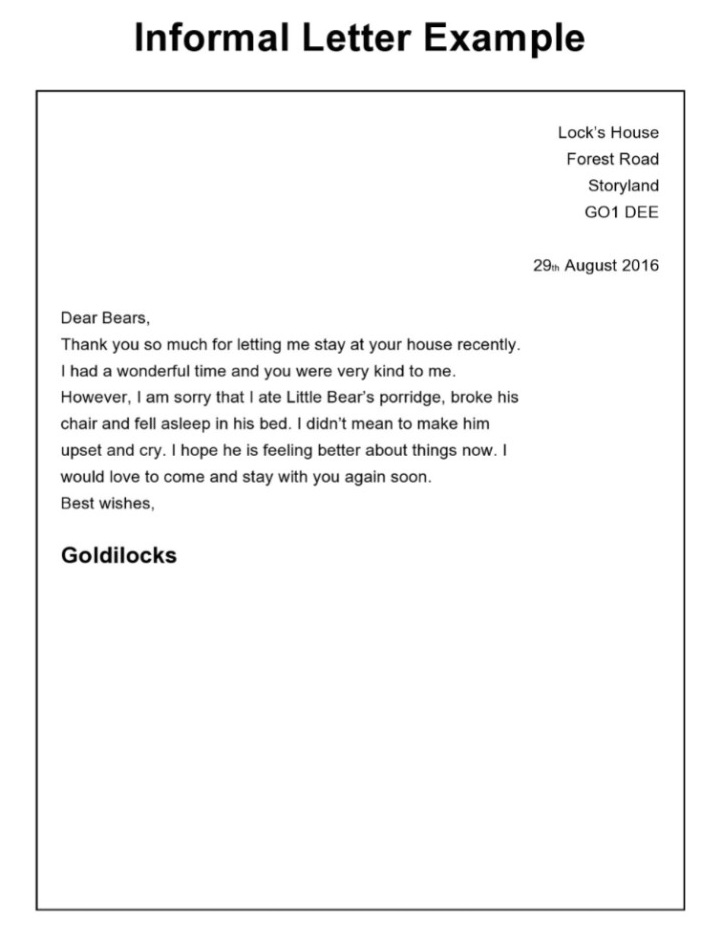 Informal Letter Example
Lock's House
Forest Road
Storyland
GO1 DEE
29th August 2016
Dear Bears,
Thank you so much for letting me stay at your house recently.
I had a wonderful time and you were very kind to me.
However, I am sorry that I ate Little Bear's porridge, broke his
chair and fell asleep in his bed. I didn't mean to make him
upset and cry. I hope he is feeling better about things now. I
would love to come and stay with you again soon.
Best wishes,
Goldilocks